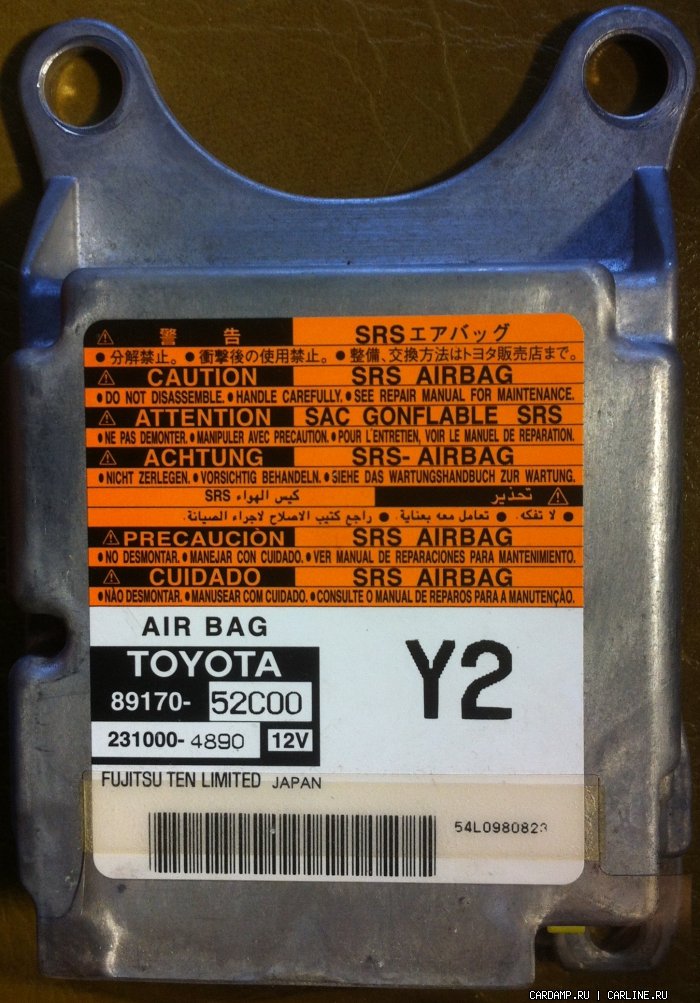 ⚠ 警告 SRSエアバッグ
●分解禁止。●衝撃後の使用禁止。●整備、交換方法はトヨタ販売店まで。
⚠ CAUTION SRS AIRBAG
●DO NOT DISASSEMBLE. ●HANDLE CAREFULLY. ●SEE REPAIR MANUAL FOR MAINTENANCE.
⚠ ATTENTION SAC GONFLABLE SRS
●NE PAS DEMONTER. ●MANIPULER AVEC PRECAUTION. ●POUR L'ENTRETIEN, VOIR LE MANUEL DE REPARATION.
⚠ ACHTUNG SRS-AIRBAG
●NICHT ZERLEGEN. ●VORSICHTIG BEHANDELN. ●SIEHE DAS WARTUNGSHANDBUCH ZUR WARTUNG.
⚠ تحذير كيس الهواء SRS
● لا تفكه. ● تعامل معه بعناية. ● راجع كتيب الاصلاح لاجراء الصيانة.
⚠ PRECAUCIÒN SRS AIRBAG
●NO DESMONTAR. ●MANEJAR CON CUIDADO. ●VER MANUAL DE REPARACIONES PARA MANTENIMIENTO.
⚠ CUIDADO SRS AIRBAG
●NÃO DESMONTAR. ●MANUSEAR COM CUIDADO. ●CONSULTE O MANUAL DE REPAROS PARA A MANUTENÇÃO.
AIR BAG
TOYOTA
89170-52C00
Y2
231000-4890 12V
FUJITSU TEN LIMITED JAPAN
54L0980823
CARDAMP.RU | CARLINE.RU